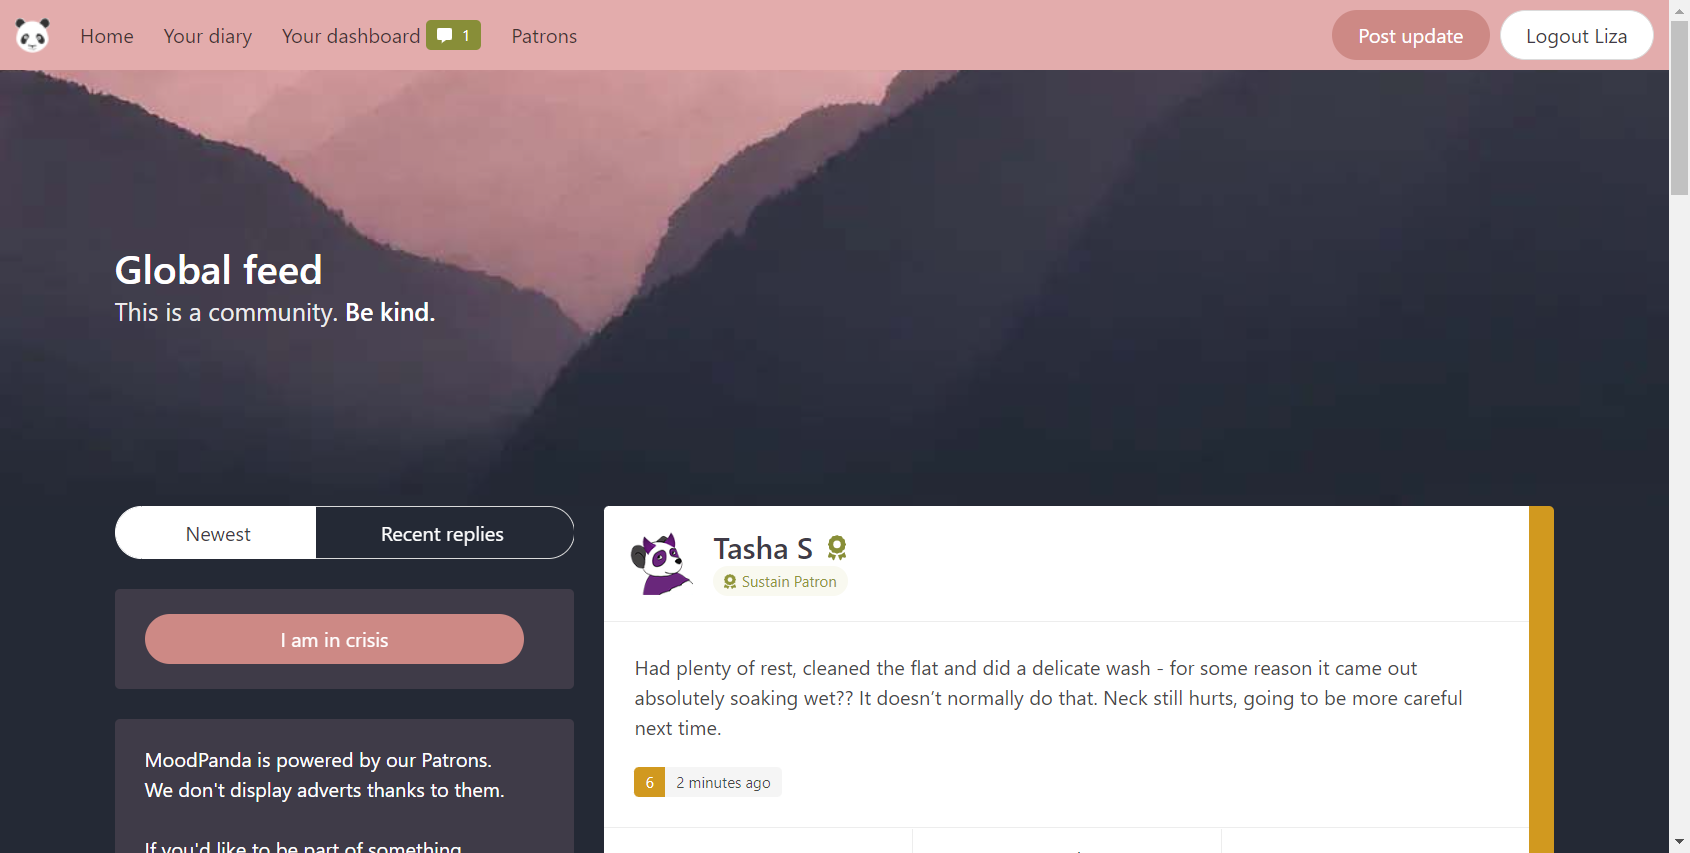 Home Your diary Your dashboard 1 Patrons Post update Logout Liza
Global feed
This is a community. Be kind.
Newest Recent replies
I am in crisis
MoodPanda is powered by our Patrons.
We don't display adverts thanks to them.
If you'd like to be part of something
Tasha S
Sustain Patron
Had plenty of rest, cleaned the flat and did a delicate wash - for some reason it came out
absolutely soaking wet?? It doesn’t normally do that. Neck still hurts, going to be more careful
next time.
6 2 minutes ago